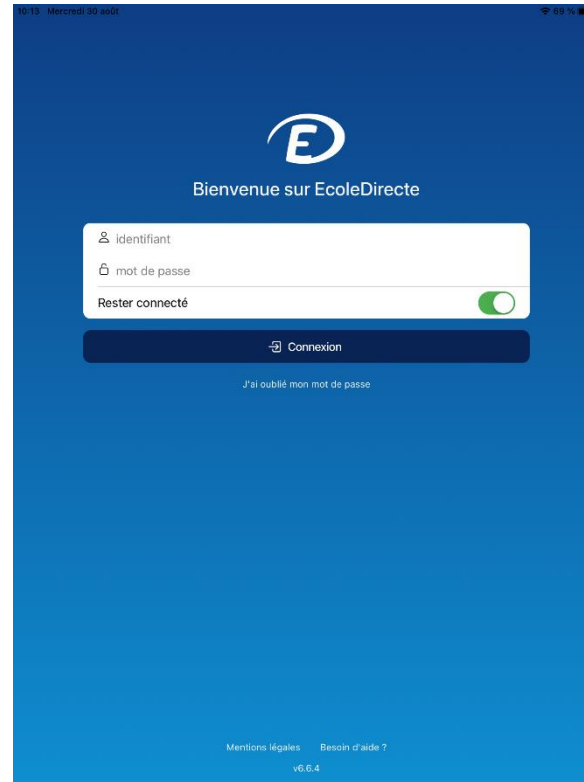 10:13 Mercredi 30 août 69 %
E
Bienvenue sur EcoleDirecte
identifiant
mot de passe
Rester connecté
Connexion
J'ai oublié mon mot de passe
Mentions légales Besoin d'aide ?
v6.6.4